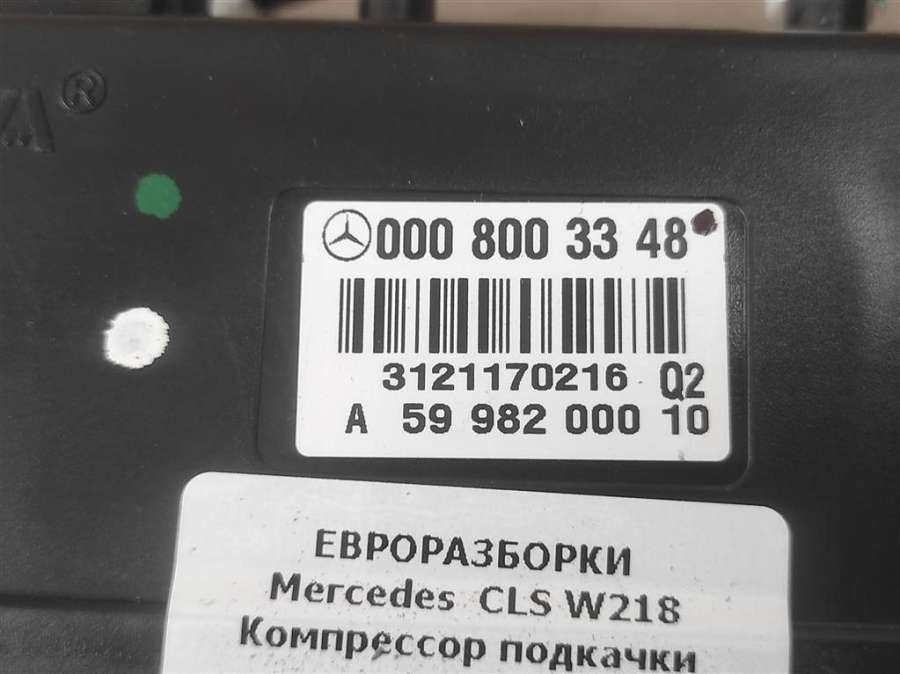 ®
000 800 33 48
3121170216 Q2
A 59 982 000 10
ЕВРОРАЗБОРКИ
Mercedes CLS W218
Компрессор подкачки